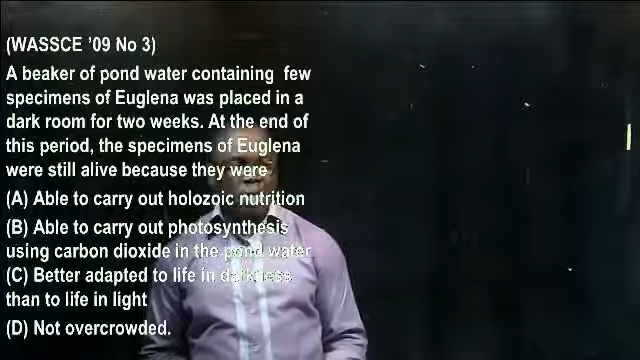 (WASSCE ’09 No 3)
A beaker of pond water containing few
specimens of Euglena was placed in a
dark room for two weeks. At the end of
this period, the specimens of Euglena
were still alive because they were
(A) Able to carry out holozoic nutrition
(B) Able to carry out photosynthesis
using carbon dioxide in the pond water
(C) Better adapted to life in darkness
than to life in light
(D) Not overcrowded.